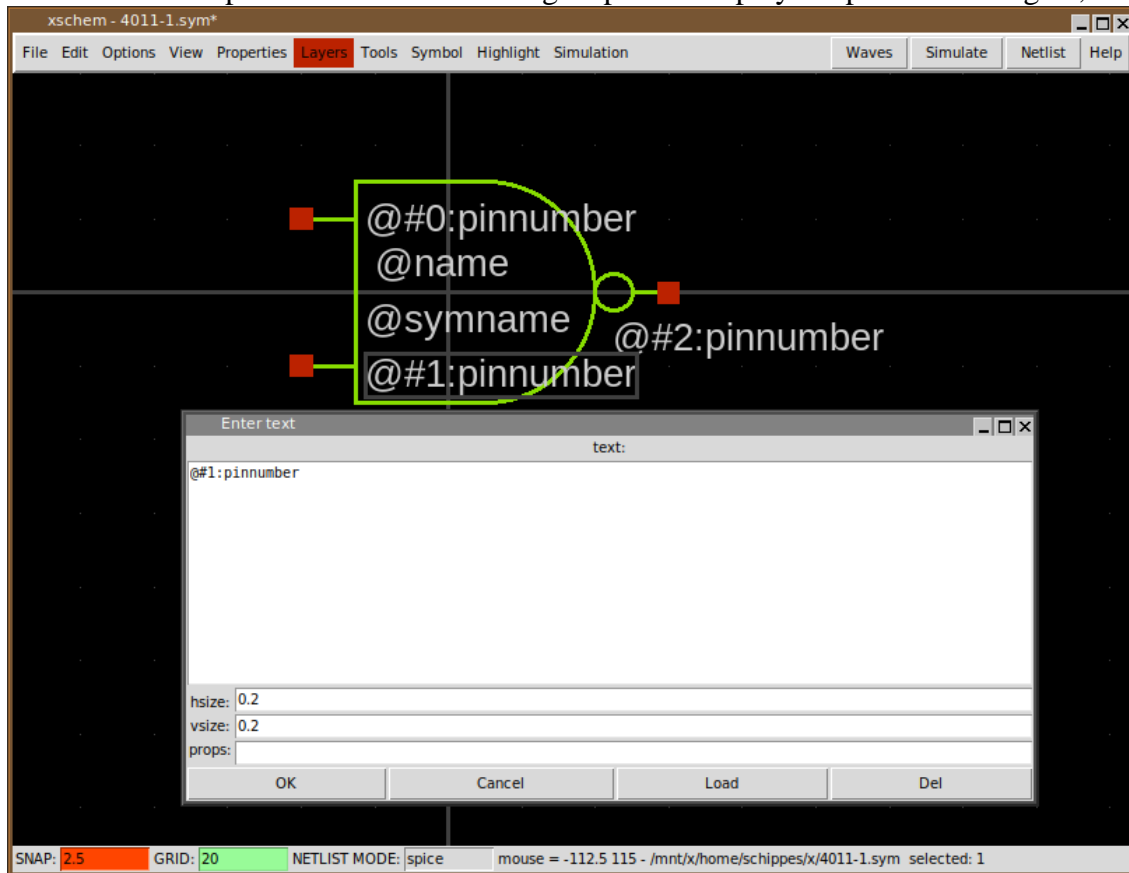 xschem - 4011-1.sym*
File Edit Options View Properties Layers Tools Symbol Highlight Simulation Waves Simulate Netlist Help
@#0:pinnumber
@name
@symname
@#2:pinnumber
@#1:pinnumber
Enter text
text:
@#1:pinnumber
hsize: 0.2
vsize: 0.2
props:
OK Cancel Load Del
SNAP: 2.5 GRID: 20 NETLIST MODE: spice mouse = -112.5 115 - /mnt/x/home/schippes/x/4011-1.sym selected: 1